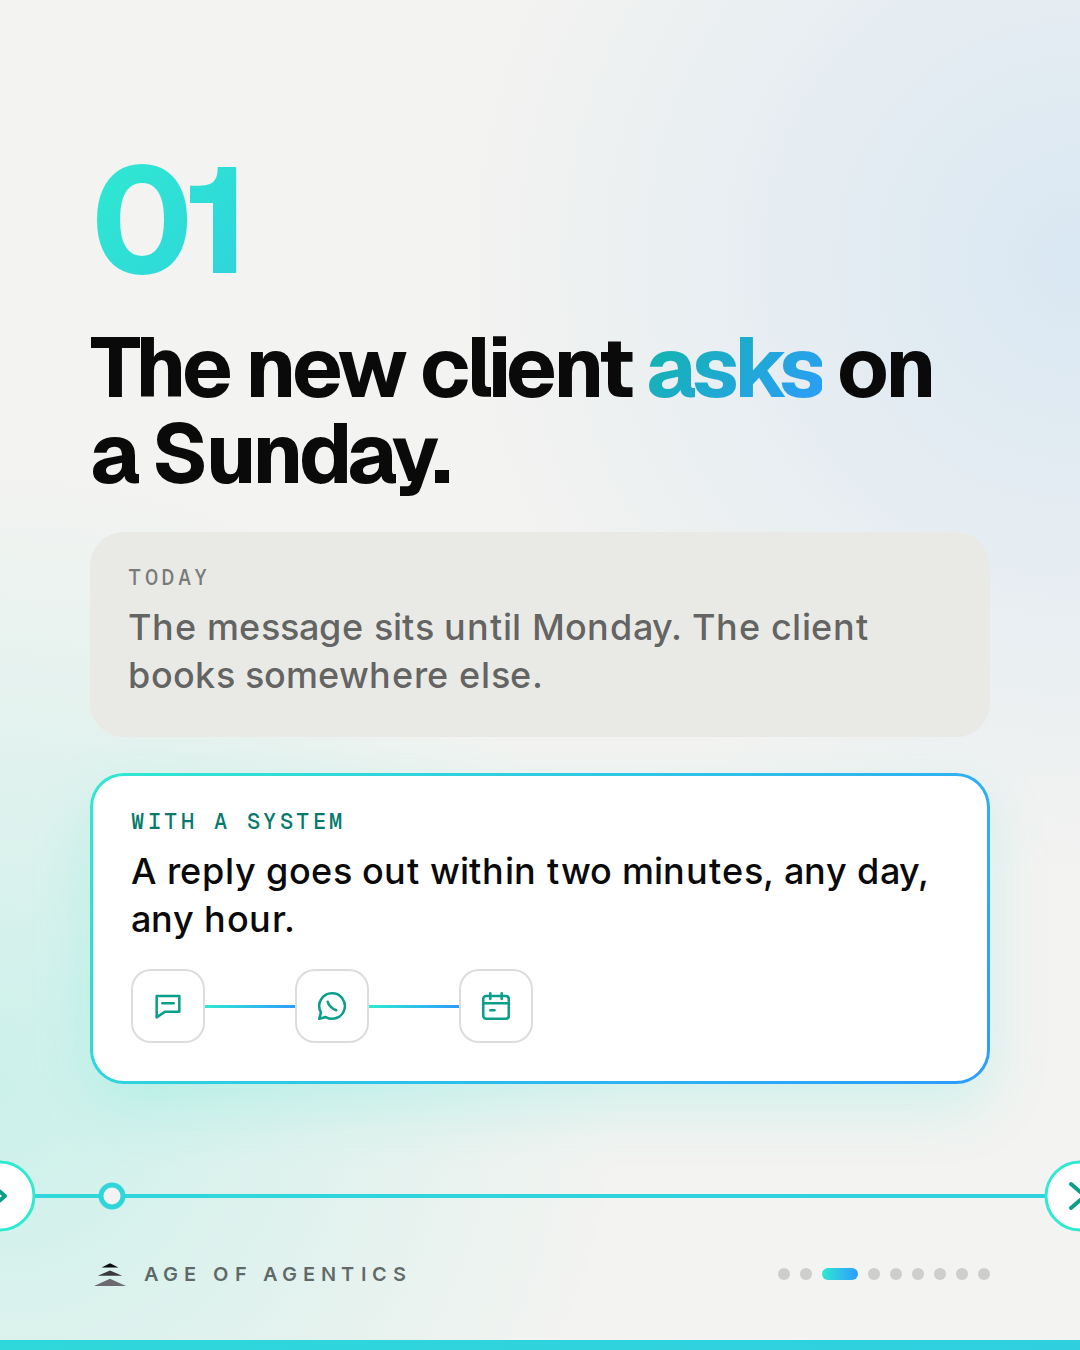 01
The new client asks on
a Sunday.
TODAY
The message sits until Monday. The client
books somewhere else.
WITH A SYSTEM
A reply goes out within two minutes, any day,
any hour.
AGE OF AGENTICS